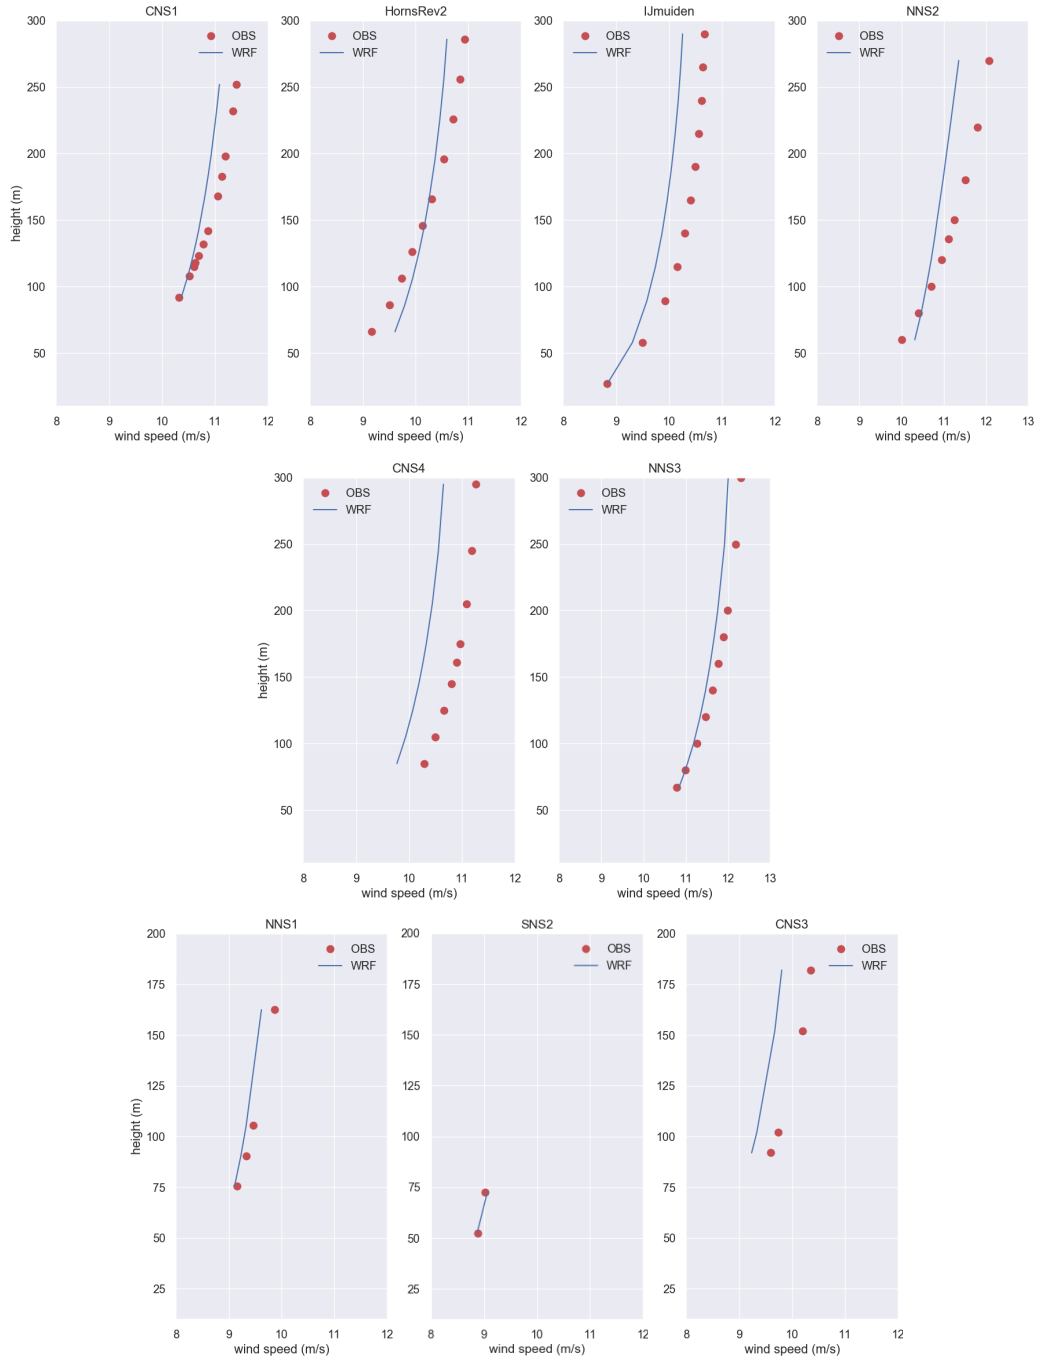 CNS1 HornsRev2 IJmuiden NNS2
300 300 300 300
OBS OBS OBS OBS
WRF WRF WRF WRF
250 250 250 250
200 200 200 200
height (m)
150 150 150 150
100 100 100 100
50 50 50 50
8 9 10 11 12 8 9 10 11 12 8 9 10 11 12 8 9 10 11 12 13
wind speed (m/s) wind speed (m/s) wind speed (m/s) wind speed (m/s)
CNS4 NNS3
300 300
OBS OBS
WRF WRF
250 250
200 200
height (m)
150 150
100 100
50 50
8 9 10 11 12 8 9 10 11 12 13
wind speed (m/s) wind speed (m/s)
NNS1 SNS2 CNS3
200 200 200
OBS OBS OBS
WRF WRF WRF
175 175 175
150 150 150
125 125 125
height (m)
100 100 100
75 75 75
50 50 50
25 25 25
8 9 10 11 12 8 9 10 11 12 8 9 10 11 12
wind speed (m/s) wind speed (m/s) wind speed (m/s)